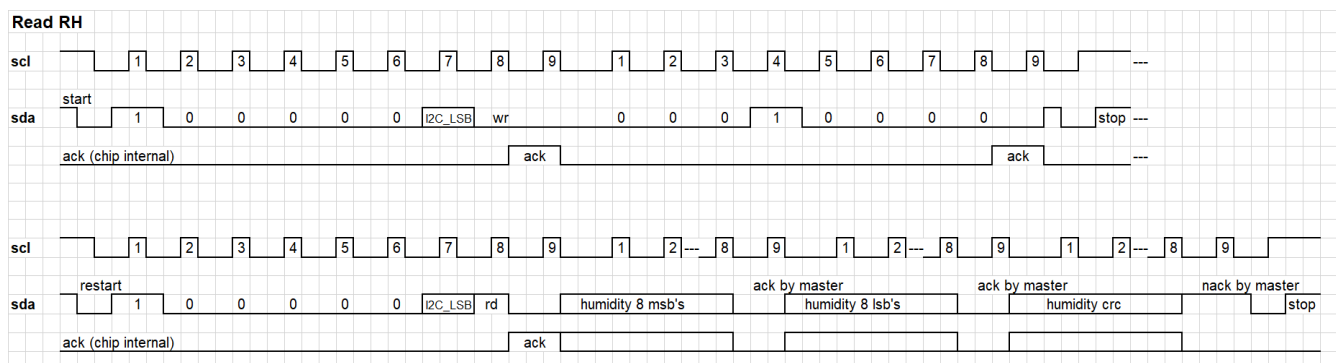 Read RH
scl 1 2 3 4 5 6 7 8 9 1 2 3 4 5 6 7 8 9 ---
start
sda 1 0 0 0 0 0 I2C_LSB wr 0 0 0 1 0 0 0 0 stop ---
ack (chip internal) ack ack ---
scl 1 2 3 4 5 6 7 8 9 1 2 --- 8 9 1 2 --- 8 9 1 2 --- 8 9
restart ack by master ack by master nack by master
sda 1 0 0 0 0 0 I2C_LSB rd humidity 8 msb's humidity 8 lsb's humidity crc stop
ack (chip internal) ack